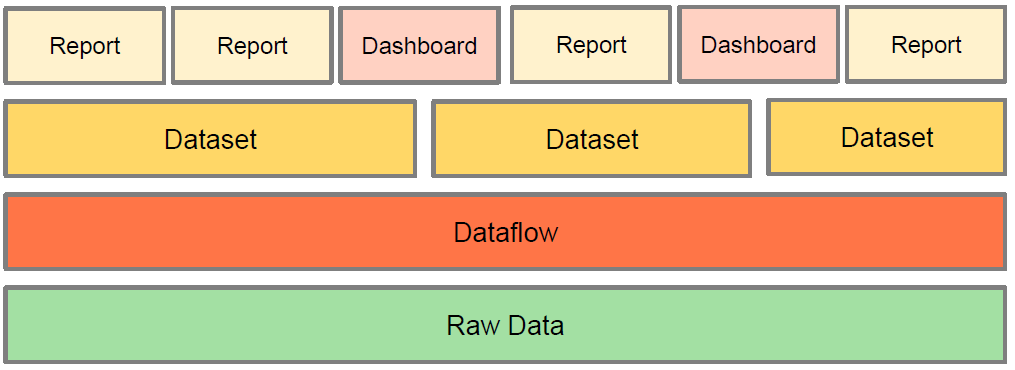 Report
Report
Dashboard
Report
Dashboard
Report
Dataset
Dataset
Dataset
Dataflow
Raw Data